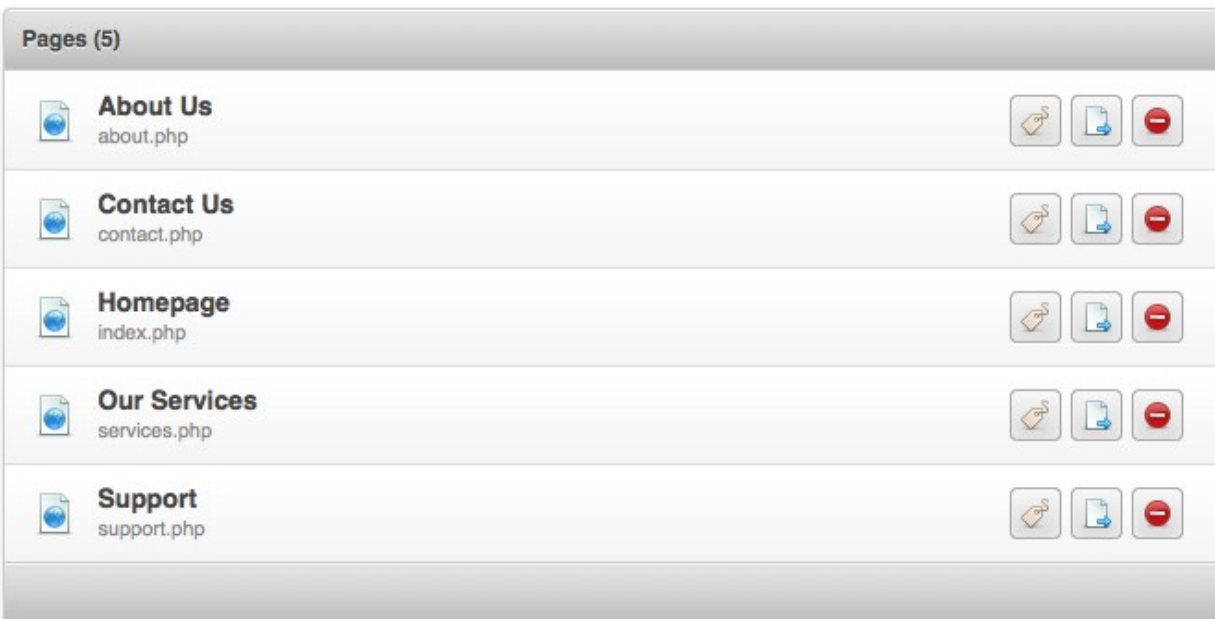 Pages (5)
About Us
about.php
Contact Us
contact.php
Homepage
index.php
Our Services
services.php
Support
support.php